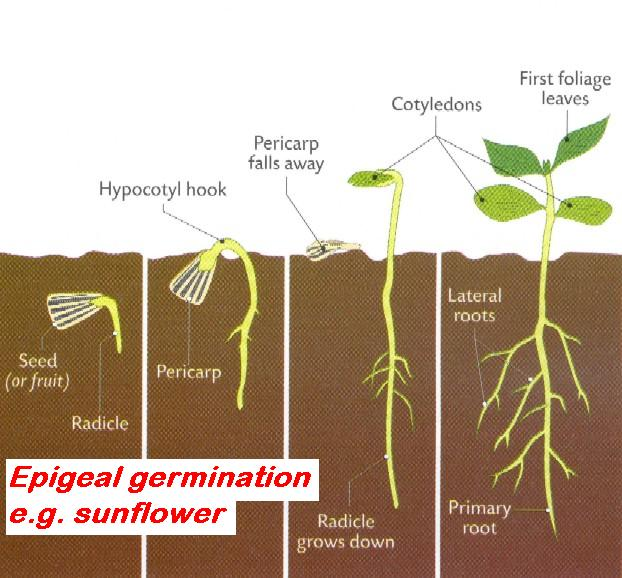 First foliage
leaves
Cotyledons
Pericarp
falls away
Hypocotyl hook
Lateral
roots
Seed
(or fruit)
Pericarp
Radicle
Epigeal germination
e.g. sunflower
Radicle
grows down
Primary
root